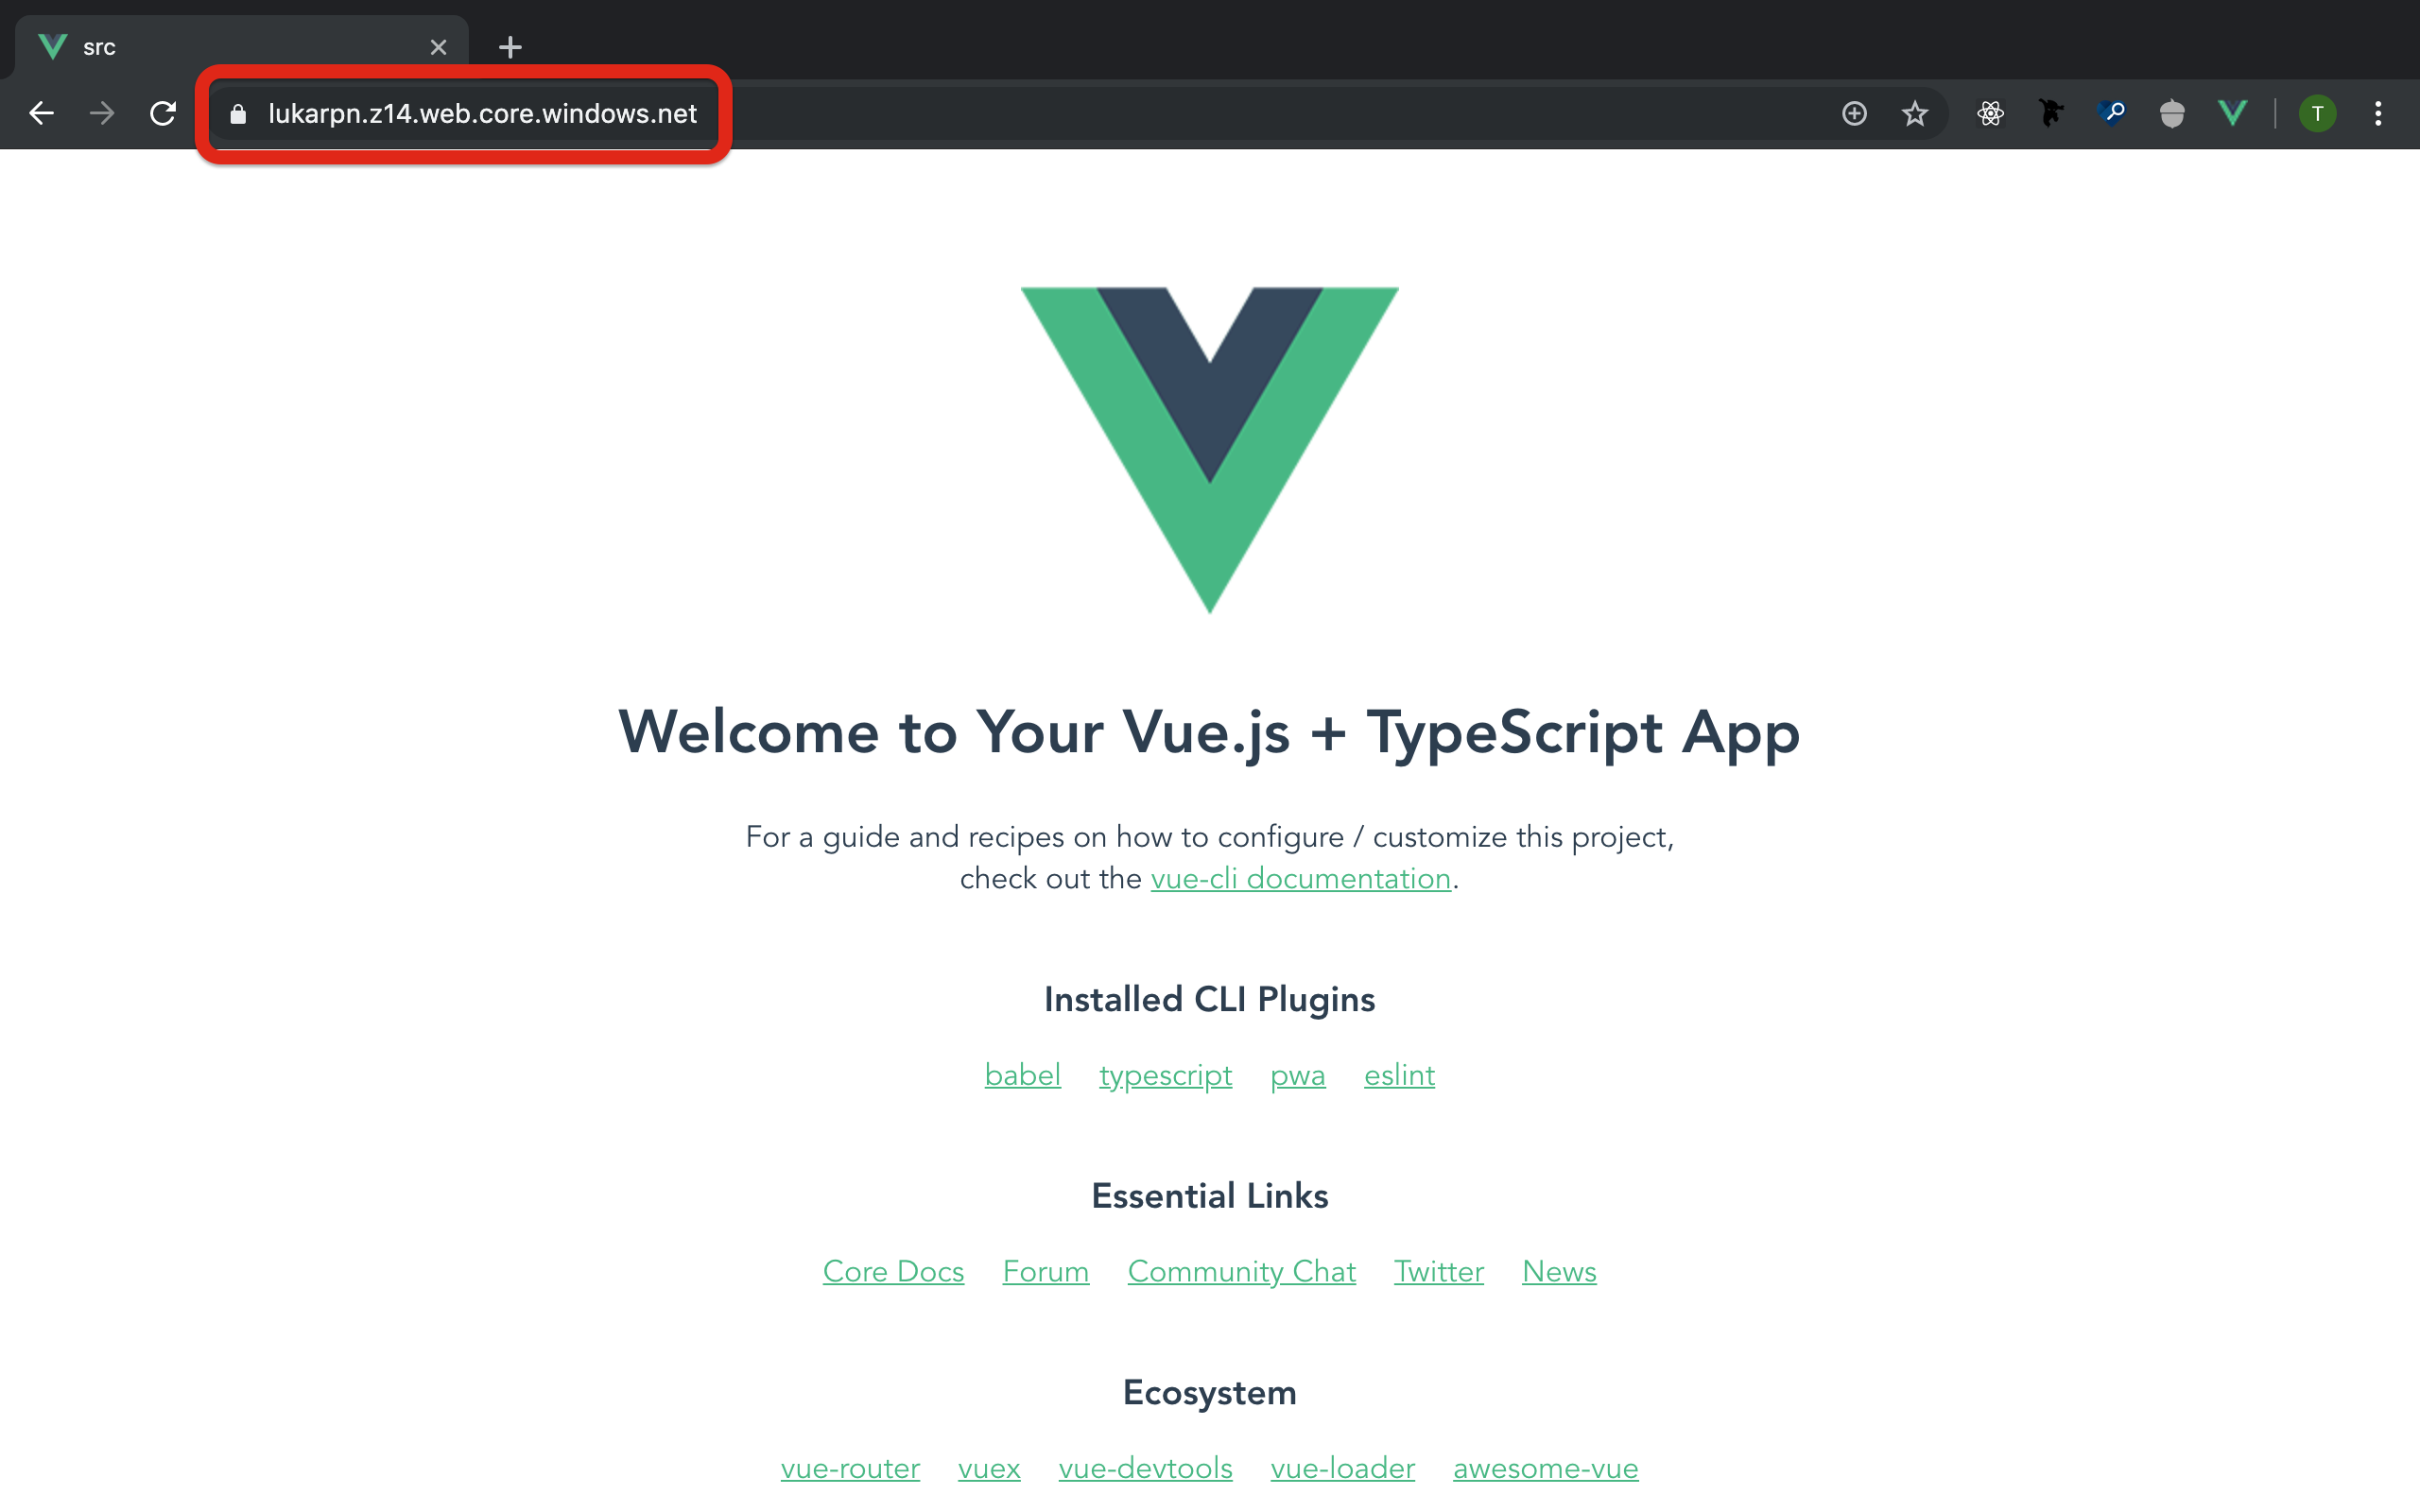 src
lukarpn.z14.web.core.windows.net
T
Welcome to Your Vue.js + TypeScript App
For a guide and recipes on how to configure / customize this project,
check out the vue-cli documentation.
Installed CLI Plugins
babel typescript pwa eslint
Essential Links
Core Docs Forum Community Chat Twitter News
Ecosystem
vue-router vuex vue-devtools vue-loader awesome-vue